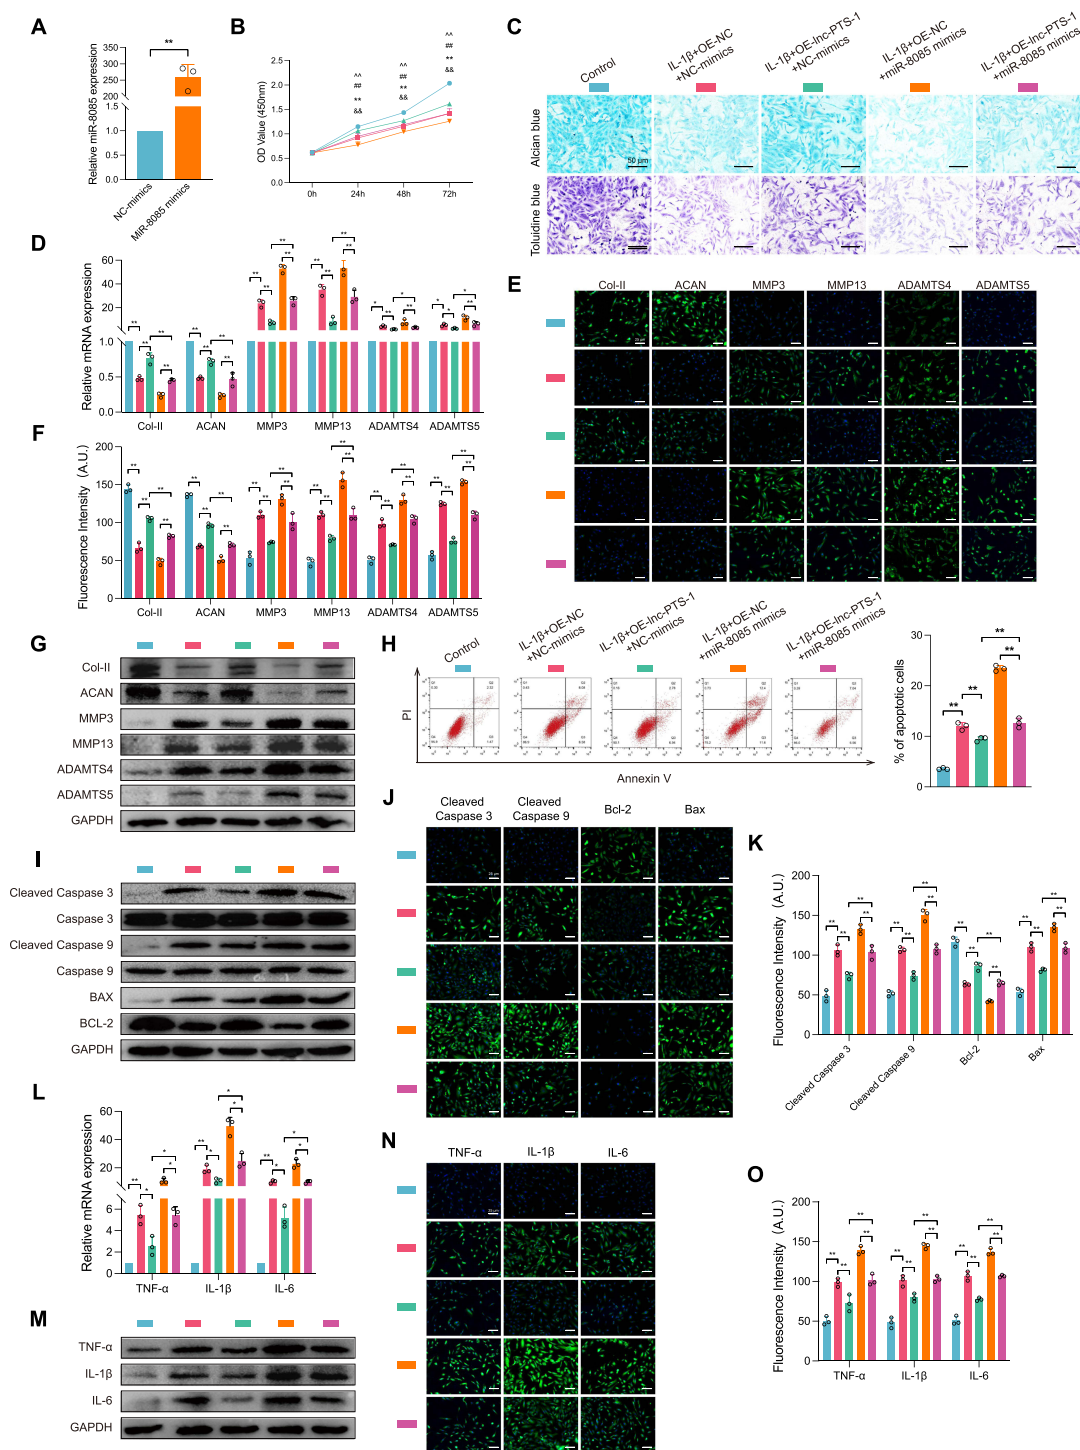 A
Relative miR-8085 expression
350
300
250
200
150
100
1.0
0.5
0.0
**
NC-mimics
MiR-8085 mimics
B
OD Value (450nm)
2.5
2.0
1.5
1.0
0.5
0.0
0h
24h
48h
72h
^^
##
**
&&
^^
##
**
&&
^^
##
**
&&
C
Control
IL-1β+OE-NC
+NC-mimics
IL-1β+OE-lnc-PTS-1
+NC-mimics
IL-1β+OE-NC
+miR-8085 mimics
IL-1β+OE-lnc-PTS-1
+miR-8085 mimics
Alcian blue
50 μm
Toluidine blue
D
Relative mRNA expression
60
40
20
1.0
0.5
0.0
Col-II
ACAN
MMP3
MMP13
ADAMTS4
ADAMTS5
E
Col-II
ACAN
MMP3
MMP13
ADAMTS4
ADAMTS5
F
Fluorescence Intensity (A.U.)
200
150
100
50
0
Col-II
ACAN
MMP3
MMP13
ADAMTS4
ADAMTS5
G
Col-II
ACAN
MMP3
MMP13
ADAMTS4
ADAMTS5
GAPDH
H
Control
IL-1β+OE-NC
+NC-mimics
IL-1β+OE-lnc-PTS-1
+NC-mimics
IL-1β+OE-NC
+miR-8085 mimics
IL-1β+OE-lnc-PTS-1
+miR-8085 mimics
PI
Annexin V
% of apoptotic cells
30
20
10
0
**
**
**
**
I
Cleaved Caspase 3
Caspase 3
Cleaved Caspase 9
Caspase 9
BAX
BCL-2
GAPDH
J
Cleaved
Caspase 3
Cleaved
Caspase 9
Bcl-2
Bax
K
Fluorescence Intensity (A.U.)
200
150
100
50
0
Cleaved Caspase 3
Cleaved Caspase 9
Bcl-2
Bax
L
Relative mRNA expression
60
40
20
6
4
2
0
TNF-α
IL-1β
IL-6
M
TNF-α
IL-1β
IL-6
GAPDH
N
TNF-α
IL-1β
IL-6
O
Fluorescence Intensity (A.U.)
200
150
100
50
0
TNF-α
IL-1β
IL-6